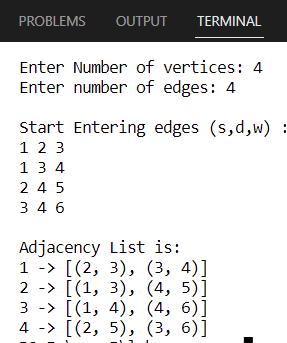 PROBLEMS OUTPUT TERMINAL
Enter Number of vertices: 4
Enter number of edges: 4
Start Entering edges (s,d,w) :
1 2 3
1 3 4
2 4 5
3 4 6
Adjacency List is:
1 -> [(2, 3), (3, 4)]
2 -> [(1, 3), (4, 5)]
3 -> [(1, 4), (4, 6)]
4 -> [(2, 5), (3, 6)]